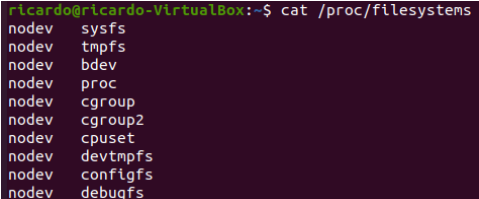 ricardo@ricardo-VirtualBox:~$ cat /proc/filesystems
nodev   sysfs
nodev   tmpfs
nodev   bdev
nodev   proc
nodev   cgroup
nodev   cgroup2
nodev   cpuset
nodev   devtmpfs
nodev   configfs
nodev   debugfs